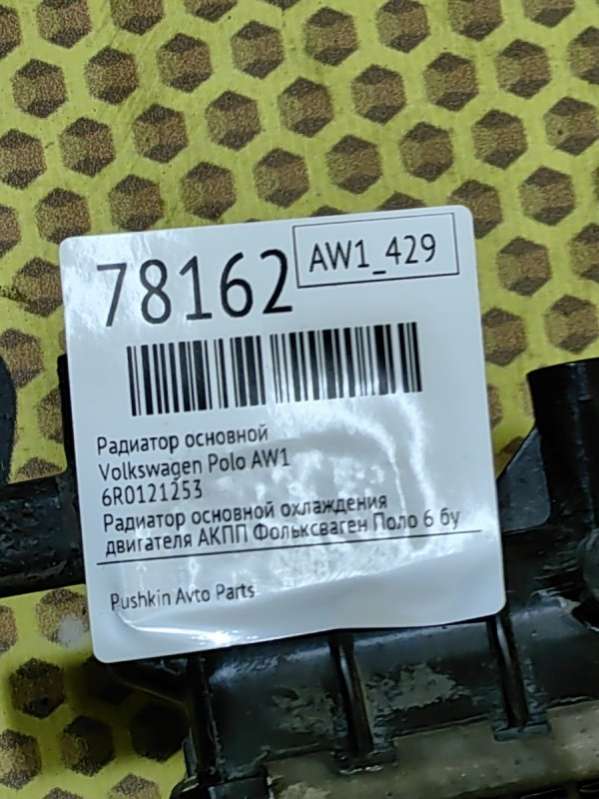 78162
AW1_429
Радиатор основной
Volkswagen Polo AW1
6R0121253
Радиатор основной охлаждения
двигателя АКПП Фольксваген Поло 6 бу
Pushkin Avto Parts